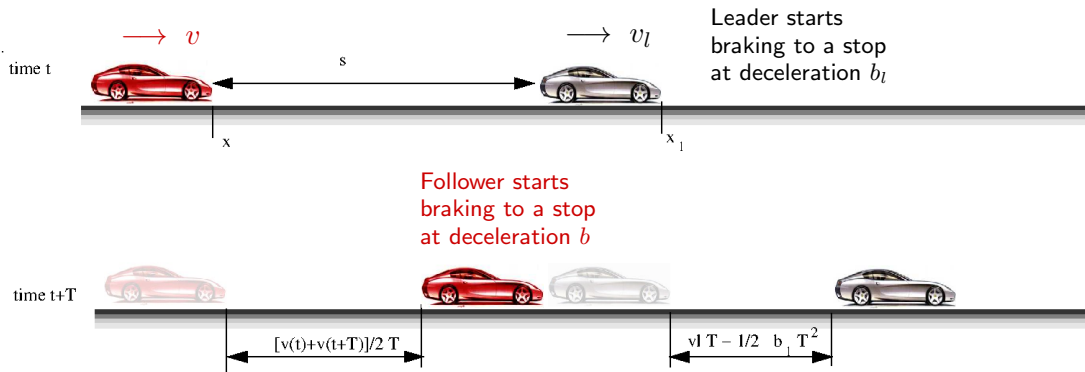 → v
→ v_l
Leader starts
braking to a stop
at deceleration b_l
time t
s
x
x_l
Follower starts
braking to a stop
at deceleration b
time t+T
[v(t)+v(t+T)]/2 T
vl T − 1/2 b_l T^2